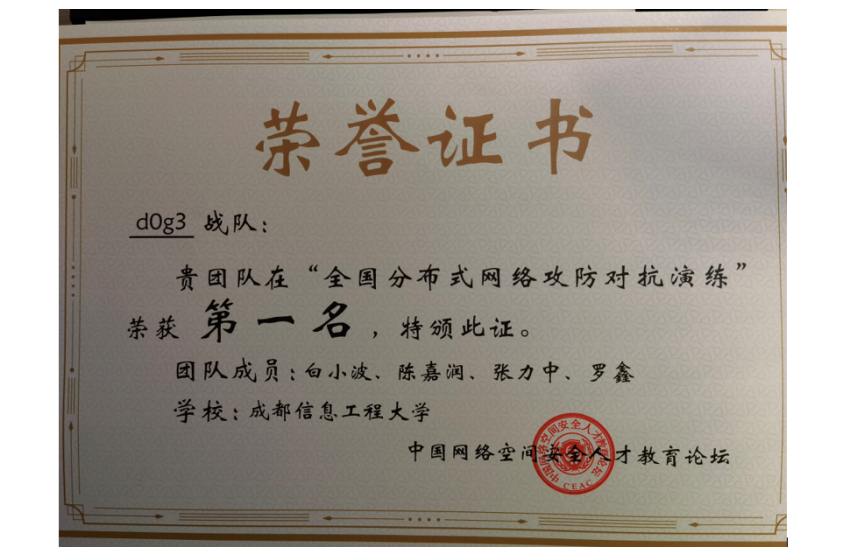 荣誉证书
d0g3 战队：
贵团队在“全国分布式网络攻防对抗演练”
荣获 第一名，特颁此证。
团队成员：白小波、陈嘉润、张力中、罗鑫
学校：成都信息工程大学
中国网络空间安全人才教育论坛
中国网络空间安全人才教育论坛
CEAC